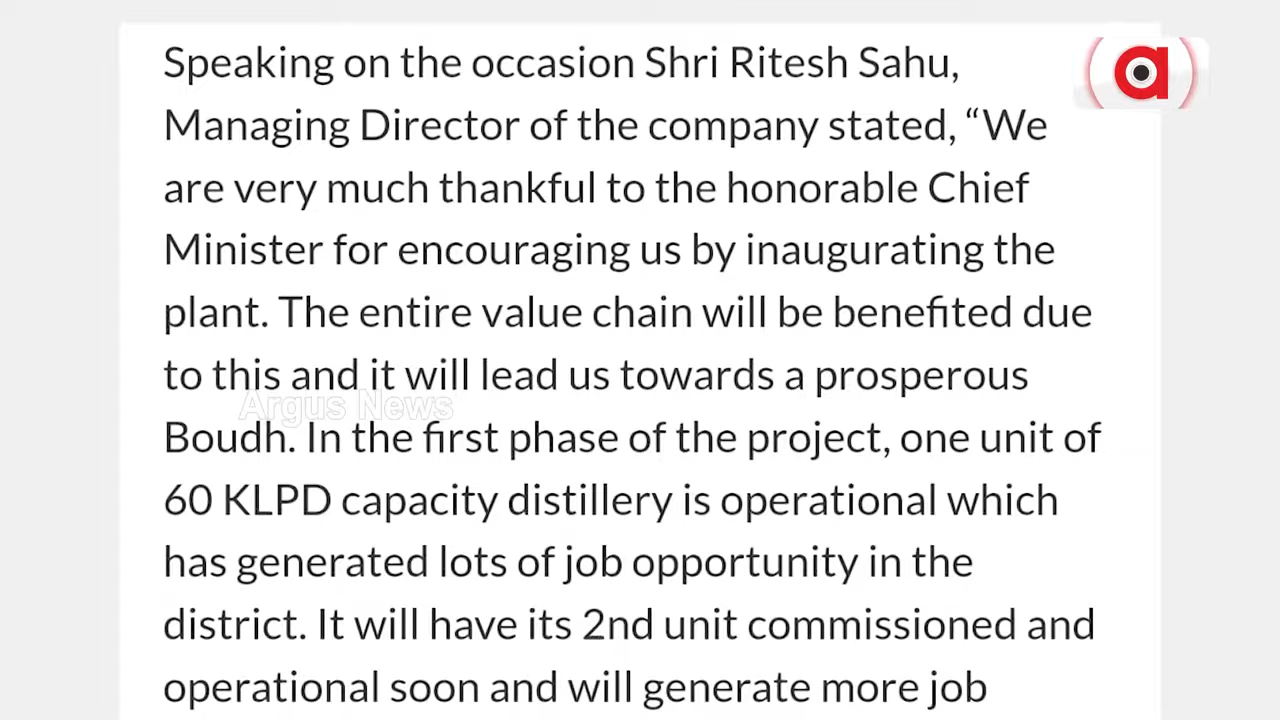 Speaking on the occasion Shri Ritesh Sahu,
Managing Director of the company stated, “We
are very much thankful to the honorable Chief
Minister for encouraging us by inaugurating the
plant. The entire value chain will be benefited due
to this and it will lead us towards a prosperous
Argus News
Boudh. In the first phase of the project, one unit of
60 KLPD capacity distillery is operational which
has generated lots of job opportunity in the
district. It will have its 2nd unit commissioned and
operational soon and will generate more job
a